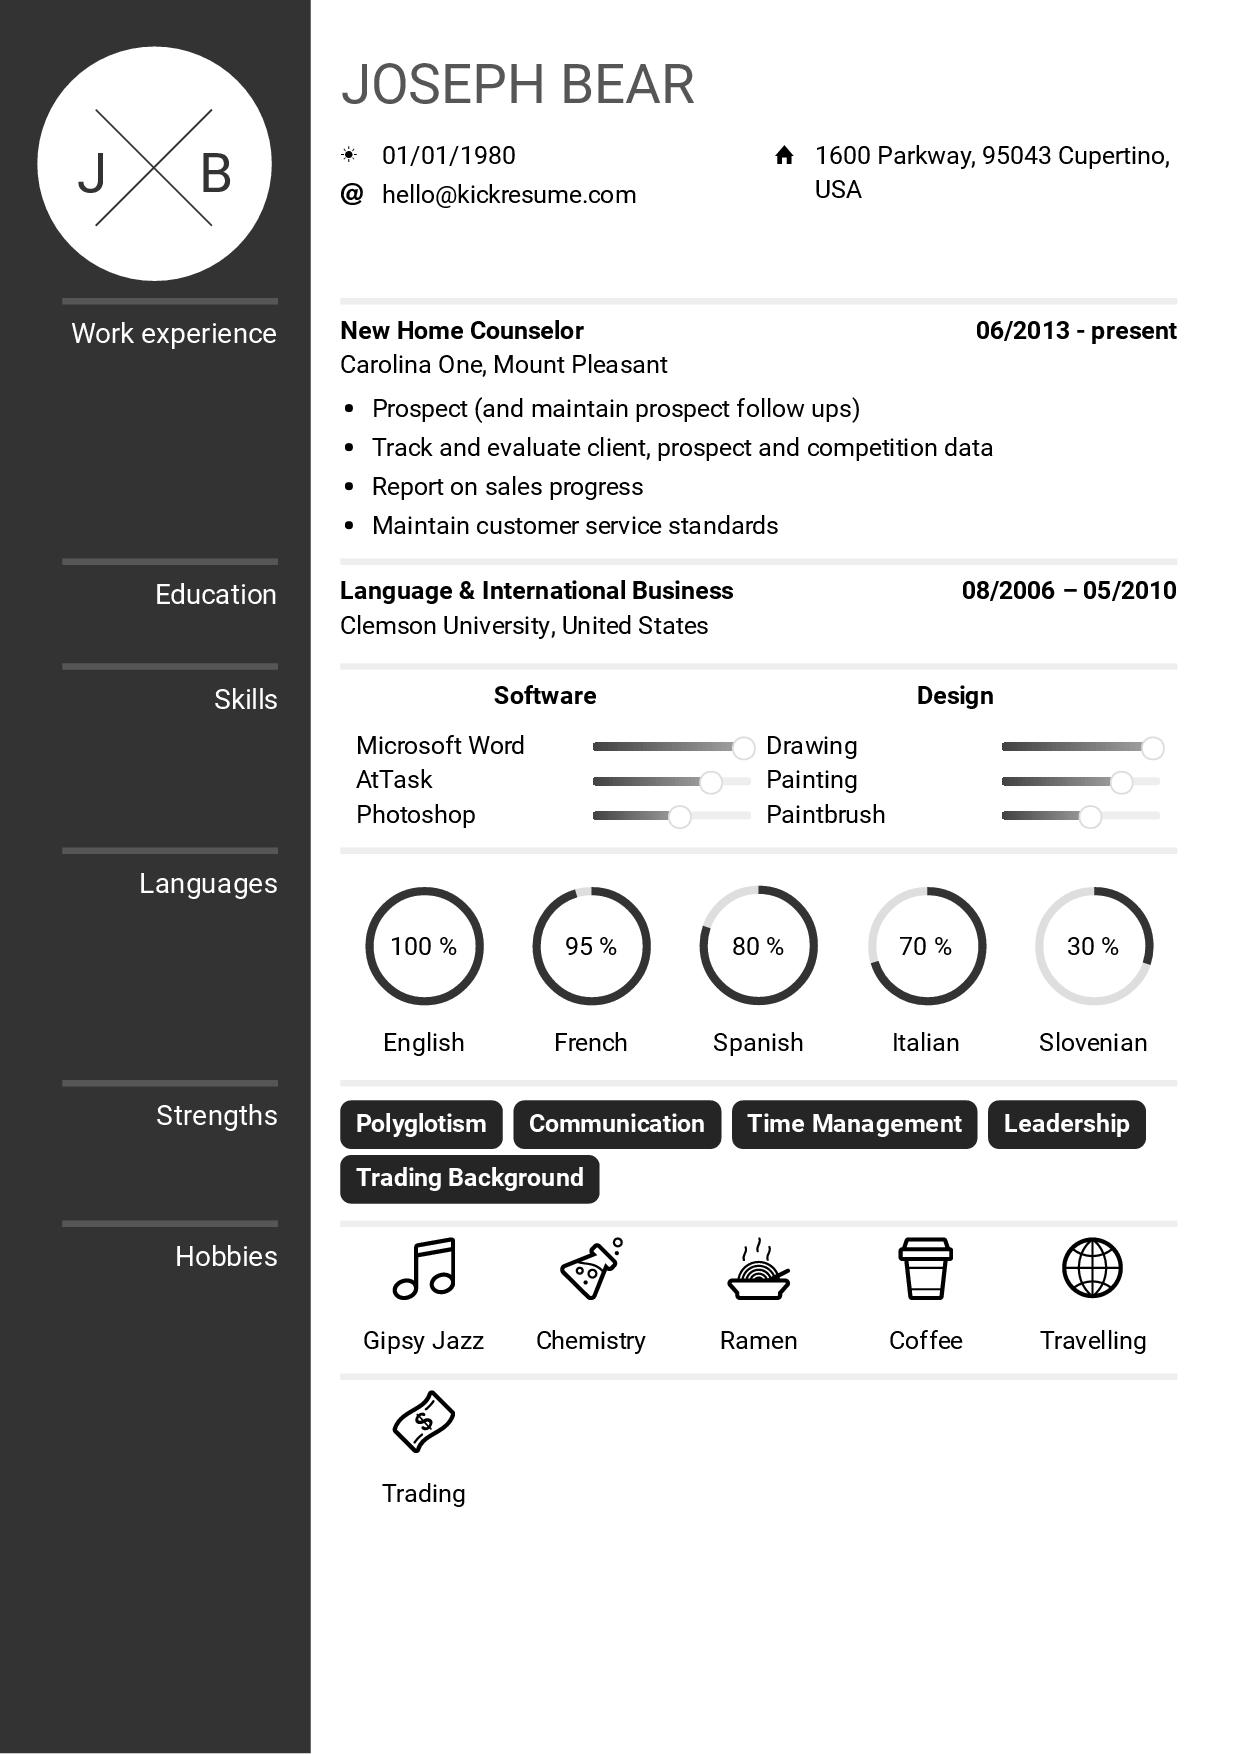 J B
JOSEPH BEAR
01/01/1980
hello@kickresume.com
1600 Parkway, 95043 Cupertino,
USA
Work experience
New Home Counselor 06/2013 - present
Carolina One, Mount Pleasant
• Prospect (and maintain prospect follow ups)
• Track and evaluate client, prospect and competition data
• Report on sales progress
• Maintain customer service standards
Education
Language & International Business 08/2006 – 05/2010
Clemson University, United States
Skills
Software
Microsoft Word
AtTask
Photoshop
Design
Drawing
Painting
Paintbrush
Languages
100 % 95 % 80 % 70 % 30 %
English French Spanish Italian Slovenian
Strengths
Polyglotism Communication Time Management Leadership
Trading Background
Hobbies
Gipsy Jazz Chemistry Ramen Coffee Travelling
$
Trading